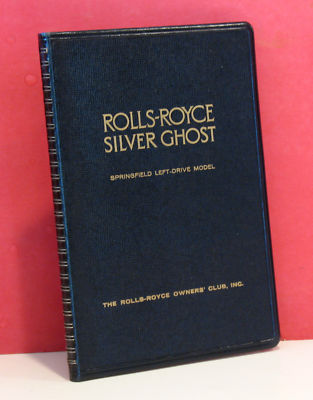 ROLLS-ROYCE
SILVER GHOST
SPRINGFIELD LEFT-DRIVE MODEL
THE ROLLS-ROYCE OWNERS' CLUB, INC.